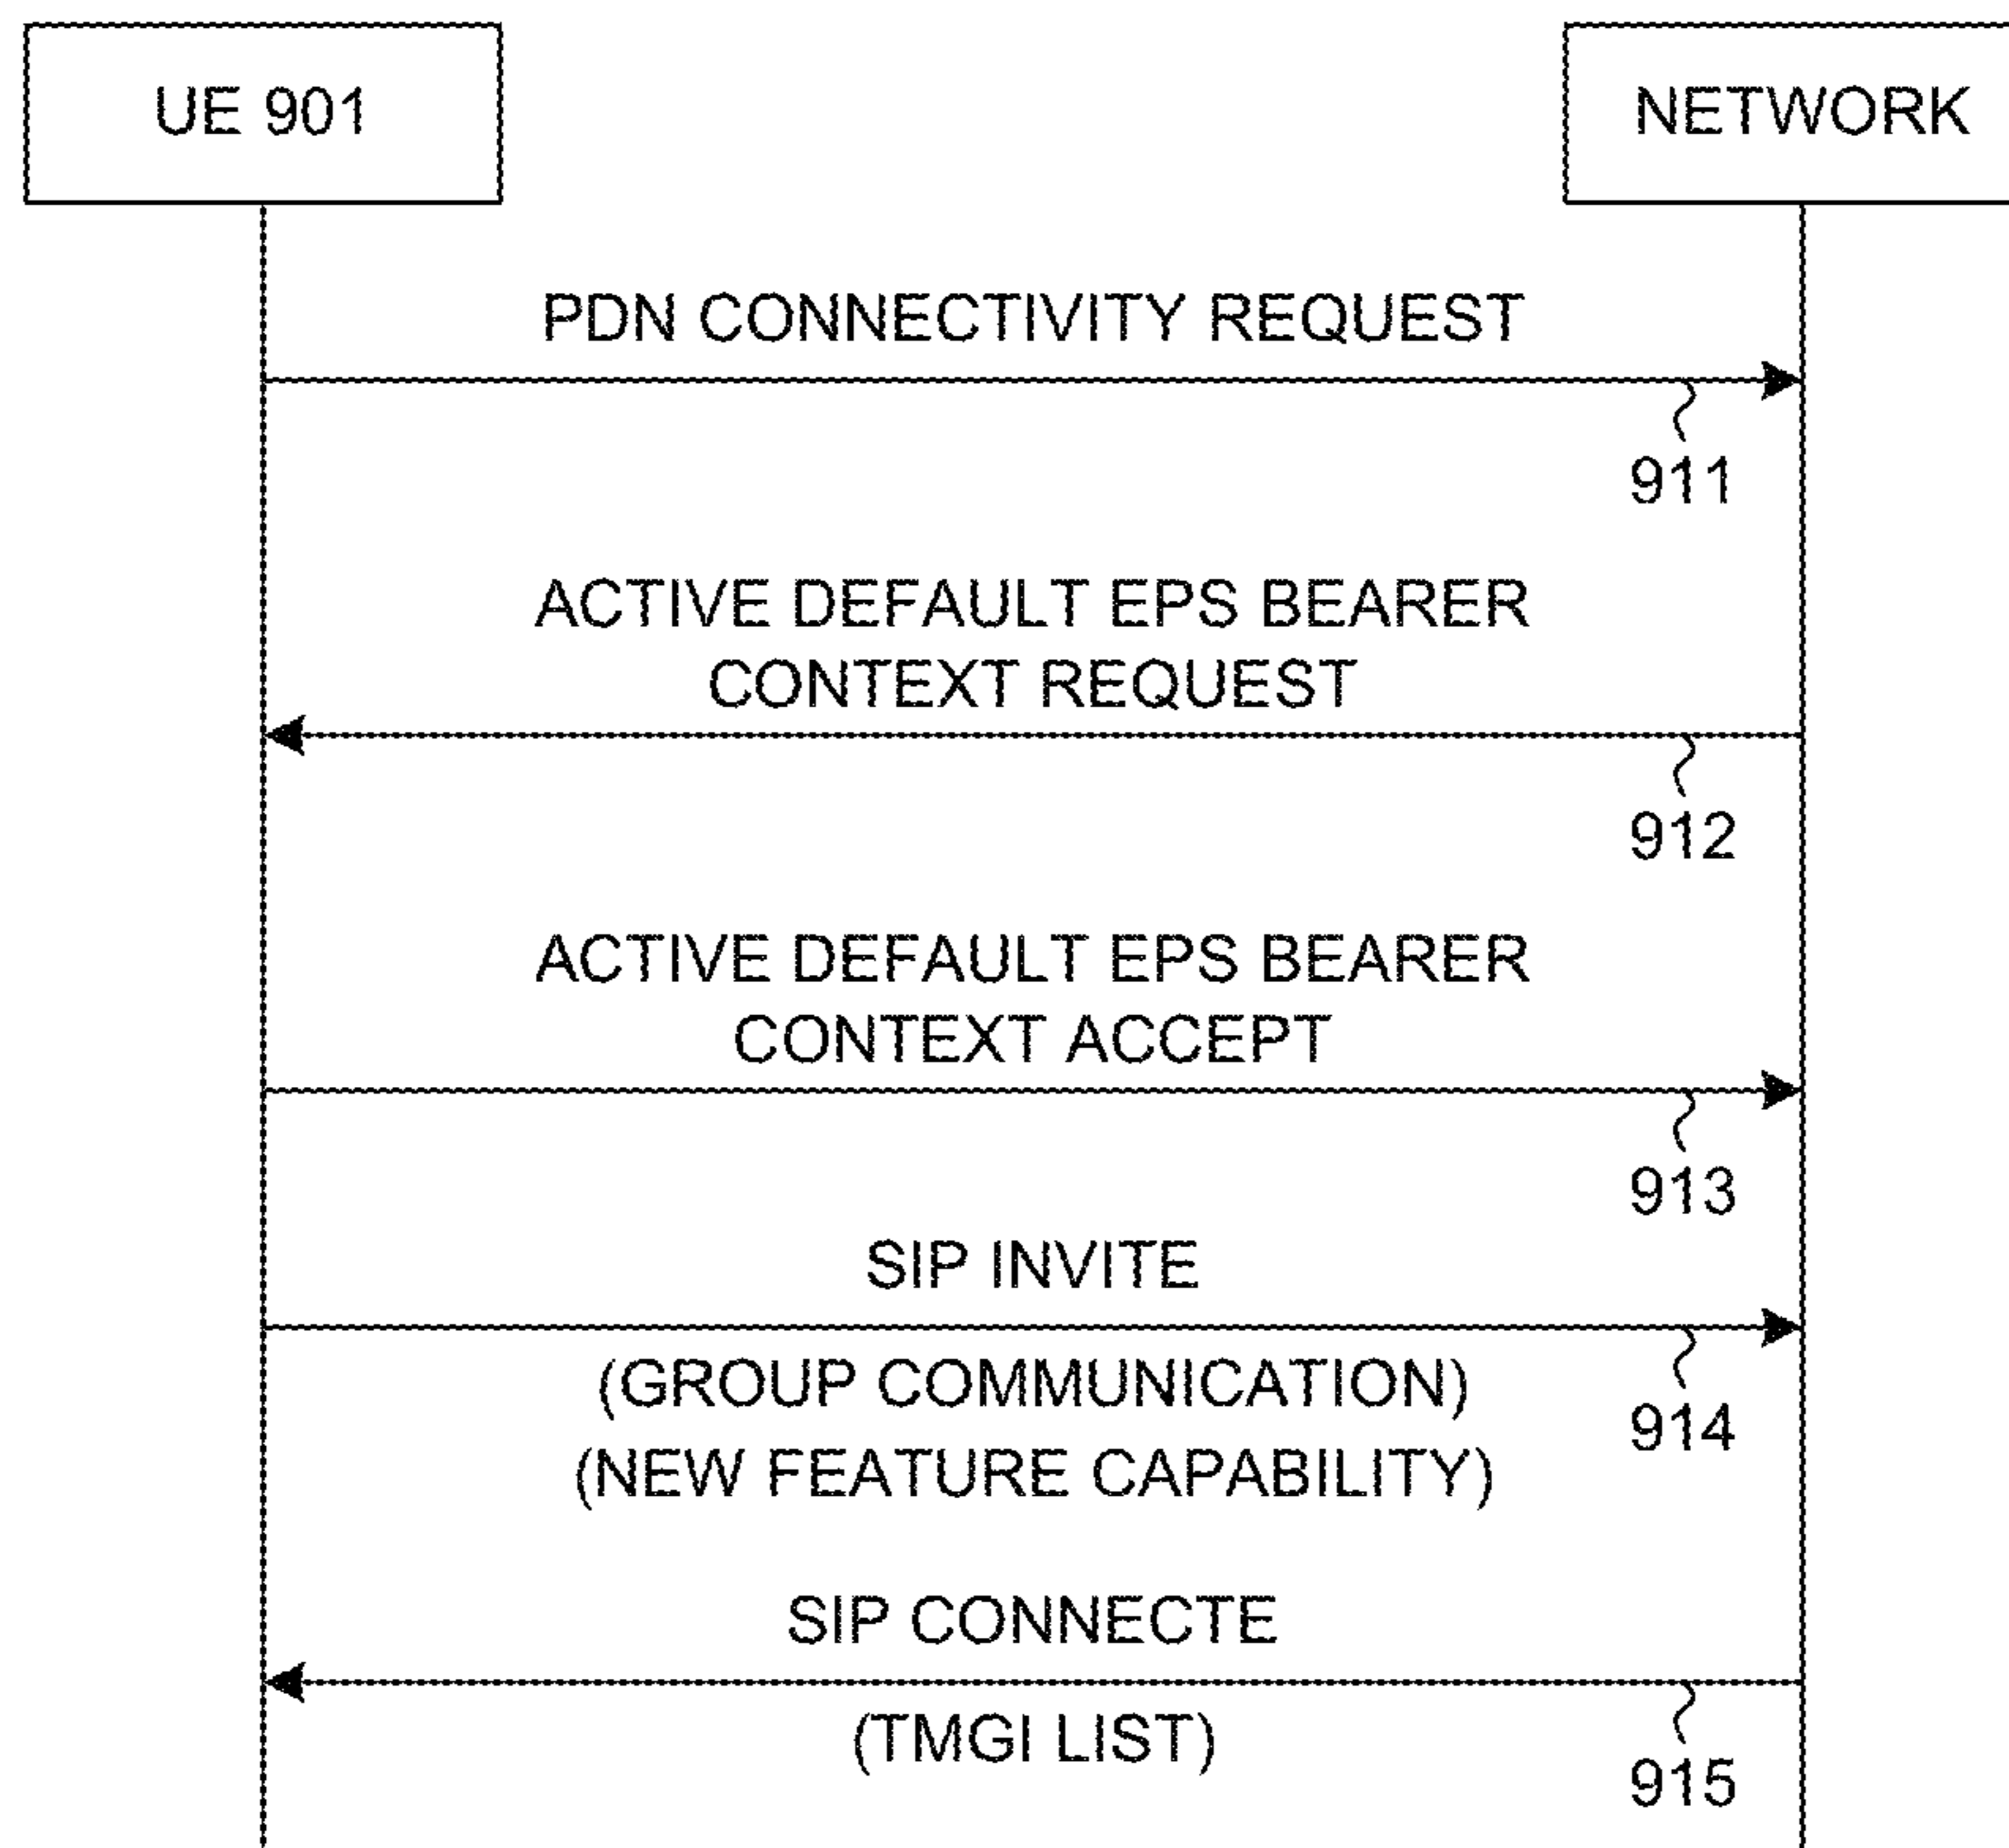 UE 901
NETWORK
PDN CONNECTIVITY REQUEST
911
ACTIVE DEFAULT EPS BEARER
CONTEXT REQUEST
912
ACTIVE DEFAULT EPS BEARER
CONTEXT ACCEPT
913
SIP INVITE
(GROUP COMMUNICATION)
914
(NEW FEATURE CAPABILITY)
SIP CONNECTE
(TMGI LIST)
915